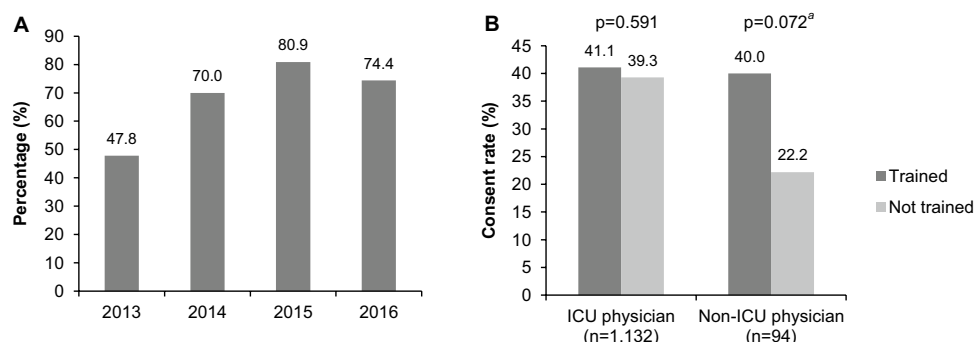 A
Percentage (%)
90
80
70
60
50
40
30
20
10
0
47.8
70.0
80.9
74.4
2013
2014
2015
2016
B
p=0.591
p=0.072ᵃ
Consent rate (%)
45
40
35
30
25
20
15
10
5
0
41.1
39.3
40.0
22.2
ICU physician
(n=1,132)
Non-ICU physician
(n=94)
Trained
Not trained